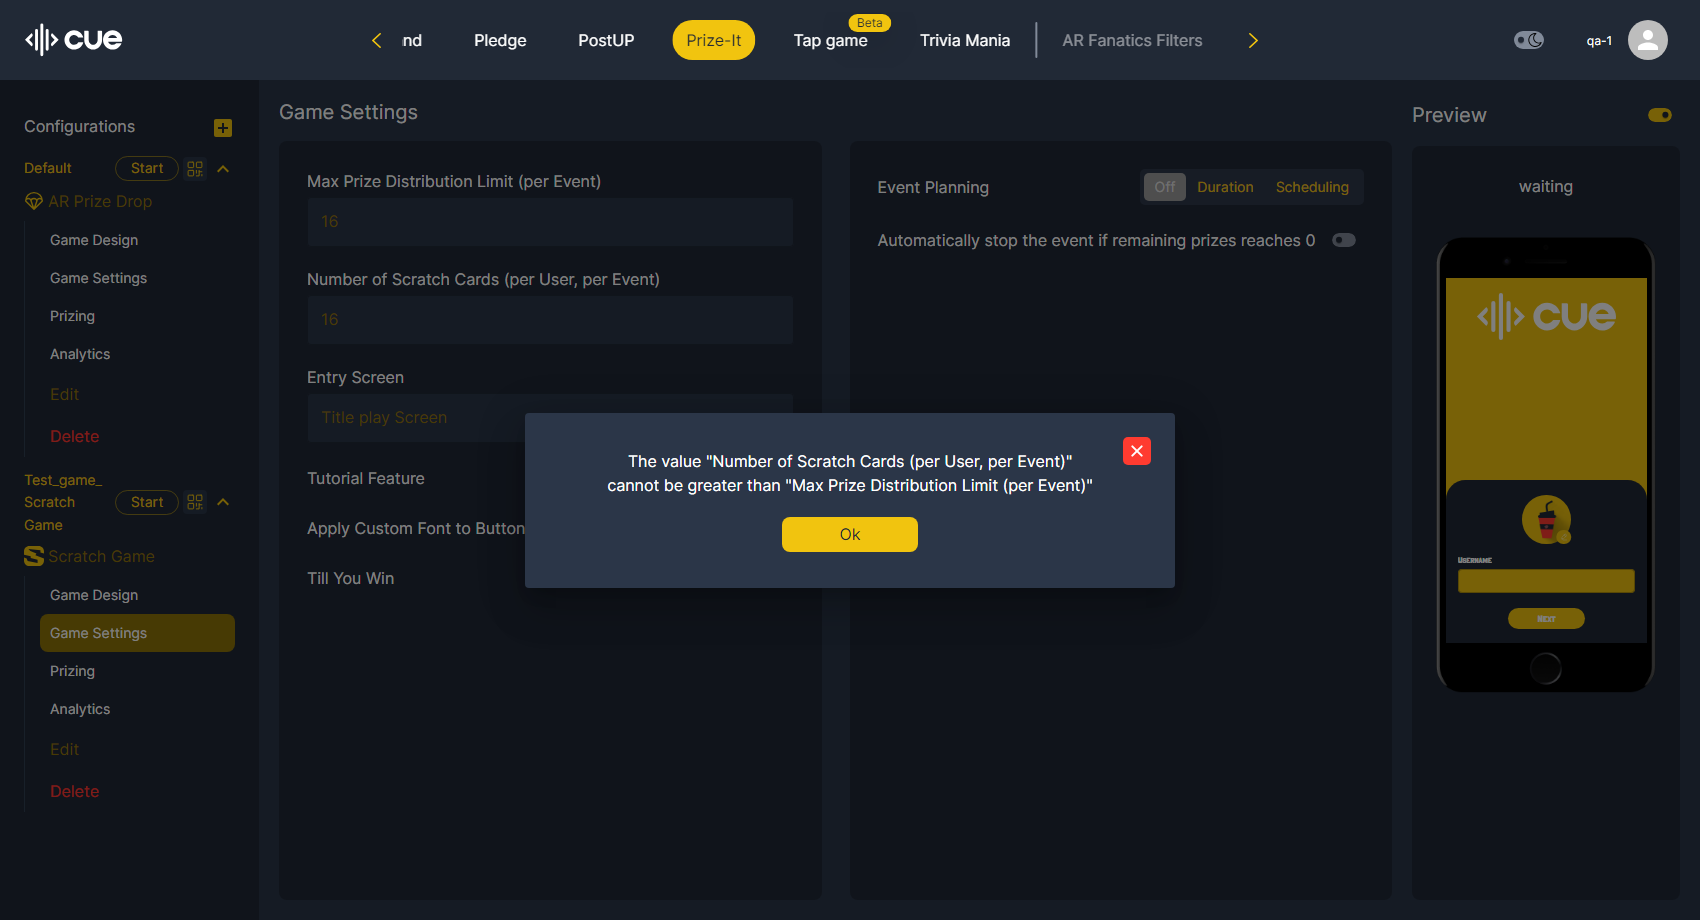 cue
nd
Pledge
PostUP
Prize-It
Tap game
Beta
Trivia Mania
AR Fanatics Filters
qa-1
Configurations
Default
Start
AR Prize Drop
Game Design
Game Settings
Prizing
Analytics
Edit
Delete
Test_game_
Scratch
Game
Start
Scratch Game
Game Design
Game Settings
Prizing
Analytics
Edit
Delete
Game Settings
Max Prize Distribution Limit (per Event)
16
Number of Scratch Cards (per User, per Event)
16
Entry Screen
Title play Screen
Tutorial Feature
Apply Custom Font to Button
Till You Win
Event Planning
Off
Duration
Scheduling
Automatically stop the event if remaining prizes reaches 0
The value "Number of Scratch Cards (per User, per Event)"
cannot be greater than "Max Prize Distribution Limit (per Event)"
Ok
Preview
waiting
cue
Username
Next